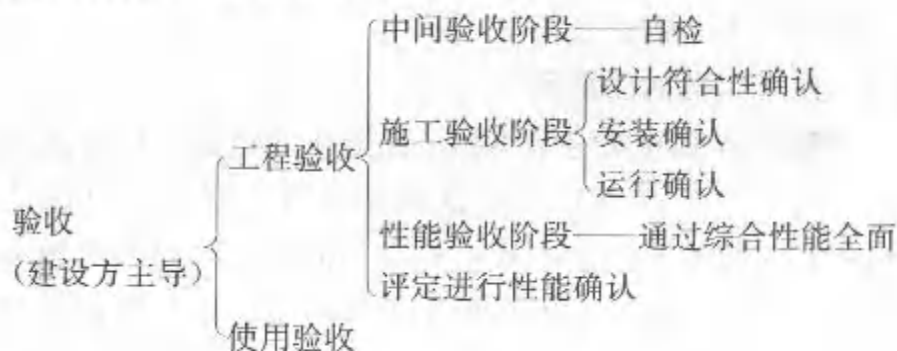 中间验收阶段——自检
设计符合性确认
施工验收阶段
安装确认
工程验收
运行确认
验收
(建设方主导)
性能验收阶段——通过综合性能全面
评定进行性能确认
使用验收